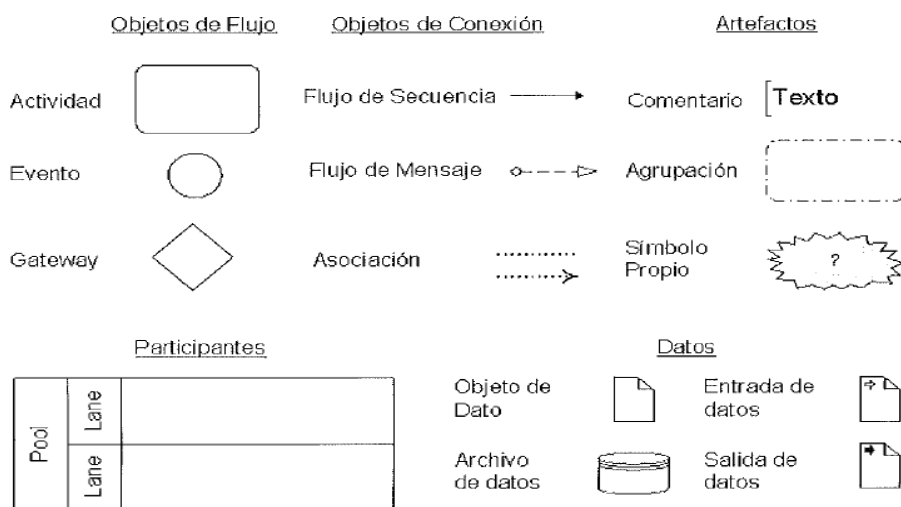 Objetos de Flujo
Objetos de Conexión
Artefactos
Actividad
Flujo de Secuencia
Comentario
Texto
Evento
Flujo de Mensaje
Agrupación
Gateway
Asociación
Símbolo
Propio
?
Participantes
Datos
Pool
Lane
Lane
Objeto de
Dato
Entrada de
datos
Archivo
de datos
Salida de
datos